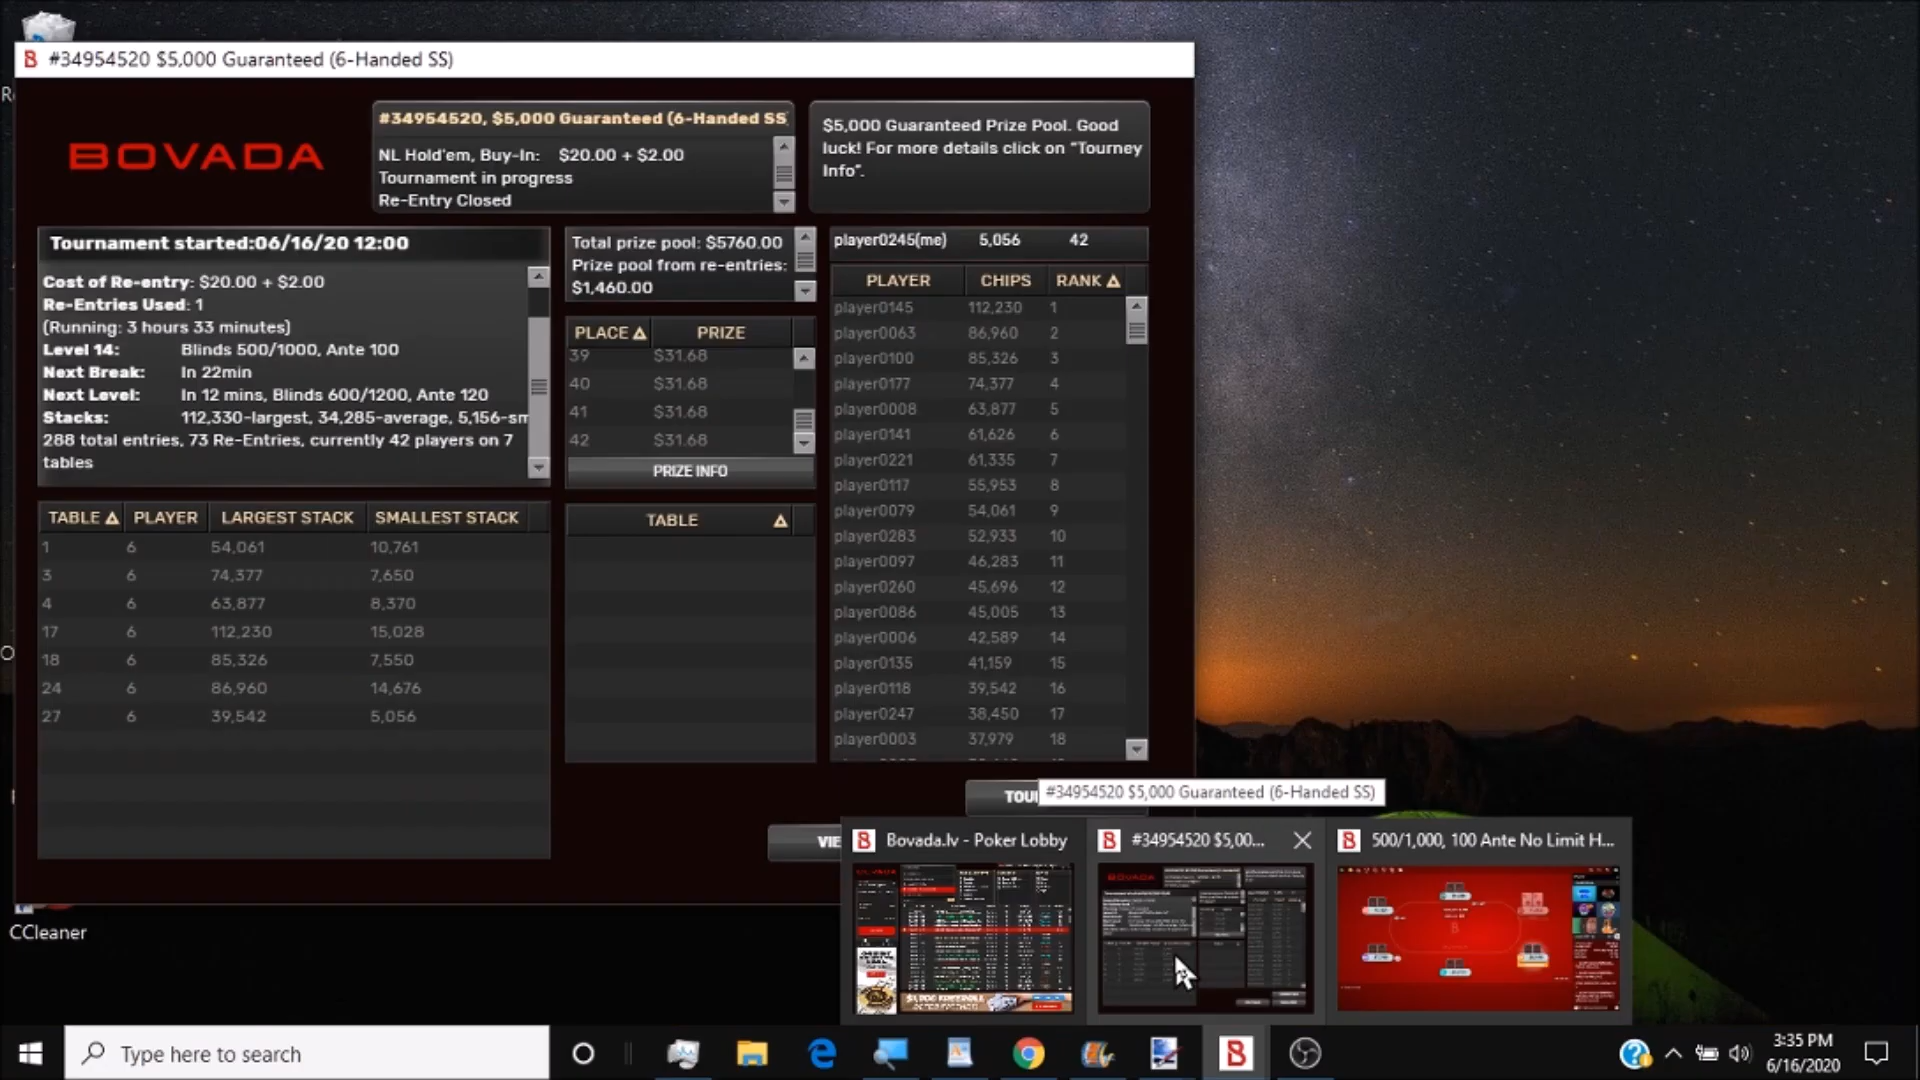 #34954520 $5,000 Guaranteed (6-Handed SS)
BOVADA
#34954520, $5,000 Guaranteed (6-Handed SS
NL Hold'em, Buy-In: $20.00 + $2.00
Tournament in progress
Re-Entry Closed
$5,000 Guaranteed Prize Pool. Good
luck! For more details click on "Tourney
Info".
Tournament started:06/16/20 12:00
Cost of Re-entry: $20.00 + $2.00
Re-Entries Used: 1
(Running: 3 hours 33 minutes)
Level 14: Blinds 500/1000, Ante 100
Next Break: In 22min
Next Level: In 12 mins, Blinds 600/1200, Ante 120
Stacks: 112,330-largest, 34,285-average, 5,156-sm
288 total entries, 73 Re-Entries, currently 42 players on 7
tables
Total prize pool: $5760.00
Prize pool from re-entries:
$1,460.00
PLACE PRIZE
39 $31.68
40 $31.68
41 $31.68
42 $31.68
PRIZE INFO
player0245(me) 5,056 42
PLAYER CHIPS RANK
player0145 112,230 1
player0063 86,960 2
player0100 85,326 3
player0177 74,377 4
player0008 63,877 5
player0141 61,626 6
player0221 61,335 7
player0117 55,953 8
player0079 54,061 9
player0283 52,933 10
player0097 46,283 11
player0260 45,696 12
player0086 45,005 13
player0006 42,589 14
player0135 41,159 15
player0118 39,542 16
player0247 38,450 17
player0003 37,979 18
TABLE PLAYER LARGEST STACK SMALLEST STACK
1 6 54,061 10,761
3 6 74,377 7,650
4 6 63,877 8,370
17 6 112,230 15,028
18 6 85,326 7,550
24 6 86,960 14,676
27 6 39,542 5,056
TABLE
TOU
#34954520 $5,000 Guaranteed (6-Handed SS)
VIE
Bovada.lv - Poker Lobby
#34954520 $5,00...
500/1,000, 100 Ante No Limit H...
BOVADA
CCleaner
Type here to search
3:35 PM
6/16/2020